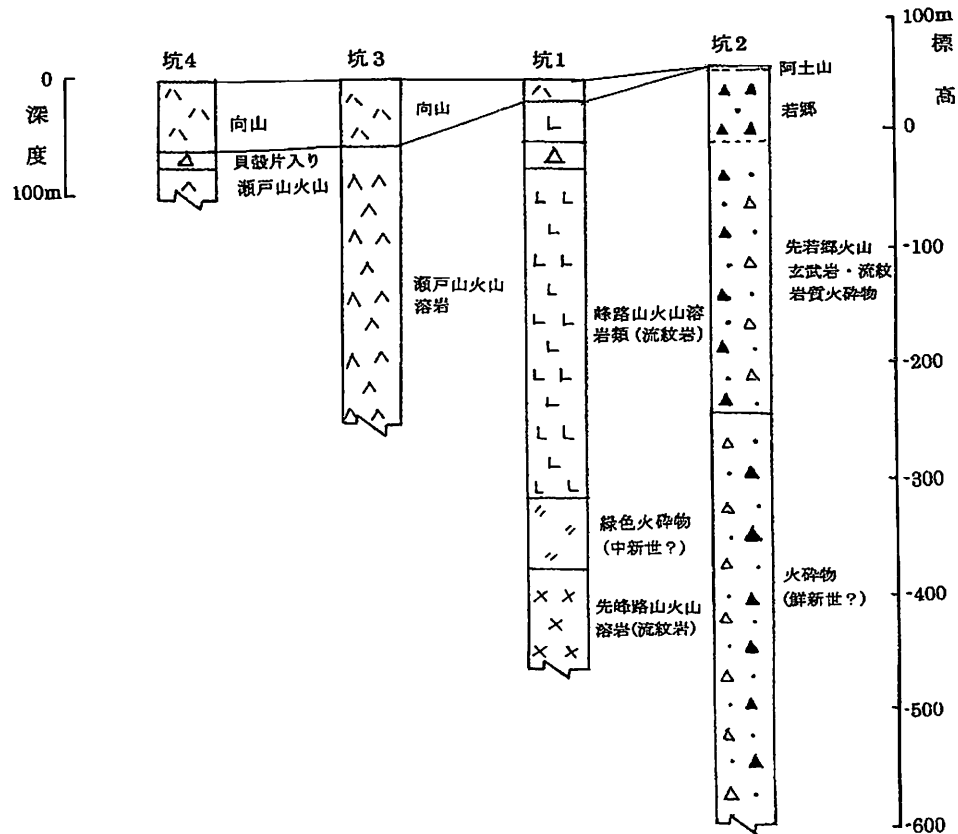 坑4
坑3
坑1
坑2
0
深
度
100m
向山
貝殻片入り
瀬戸山火山
向山
瀬戸山火山
溶岩
峰路山火山溶
岩類(流紋岩)
緑色火砕物
(中新世?)
先峰路山火山
溶岩(流紋岩)
阿土山
若郷
先若郷火山
玄武岩・流紋
岩質火砕物
火砕物
(鮮新世?)
100m
標
高
0
-100
-200
-300
-400
-500
-600